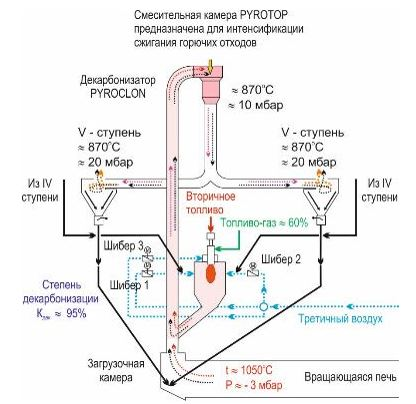 Смесительная камера PYROTOP
предназначена для интенсификации
сжигания горючих отходов
Декарбонизатор
PYROCLON
≈ 870°C
≈ 10 мбар
V - ступень
≈ 870°C
≈ 20 мбар
V - ступень
≈ 870°C
≈ 20 мбар
Из IV
ступени
Из IV
ступени
Вторичное
топливо
Топливо-газ ≈ 60%
Шибер 3
Шибер 1
Шибер 2
Степень
декарбонизации
≈ 95%
Третичный воздух
Загрузочная
камера
t ≈ 1050°C
P ≈ - 3 мбар
Вращающаяся печь